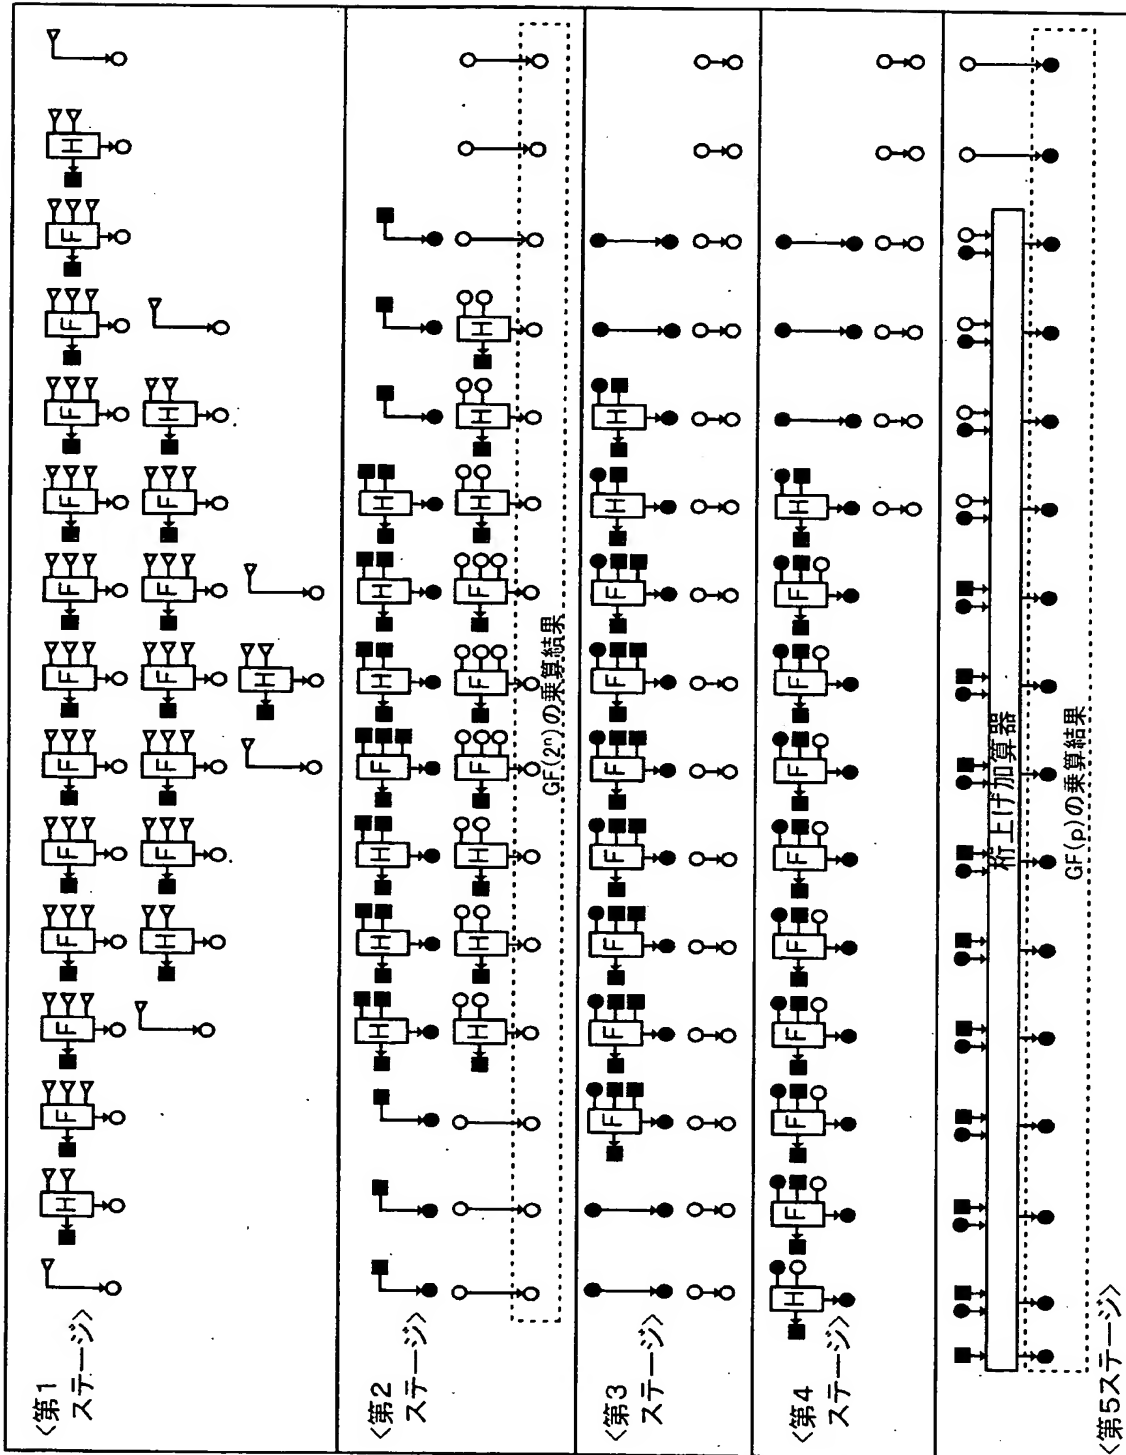 <第1
ステージ>
H F F F F F F F F F F F H
H F F F F F H
H
<第2
ステージ>
H H H F H H H
H H H F F F H H H
GF(2ⁿ)の乗算結果
<第3
ステージ>
F F F F F F F H H
<第4
ステージ>
H F F F F F F F F H
桁上げ加算器
GF(p)の乗算結果
<第5ステージ>